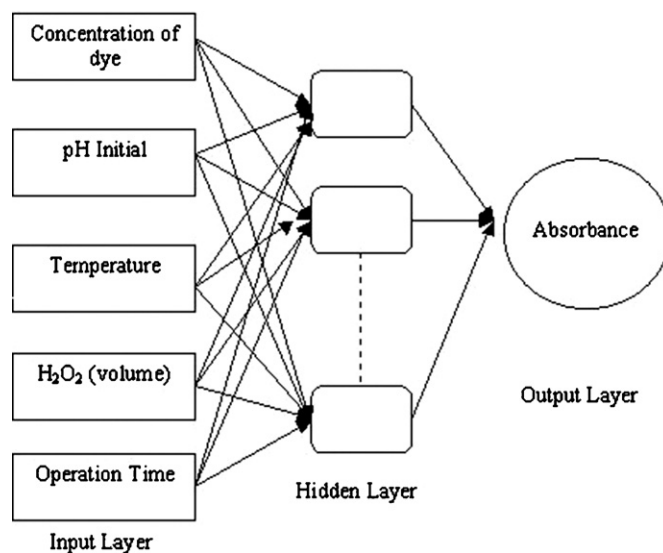 Concentration of
dye
pH Initial
Temperature
H₂O₂ (volume)
Operation Time
Input Layer
Hidden Layer
Absorbance
Output Layer